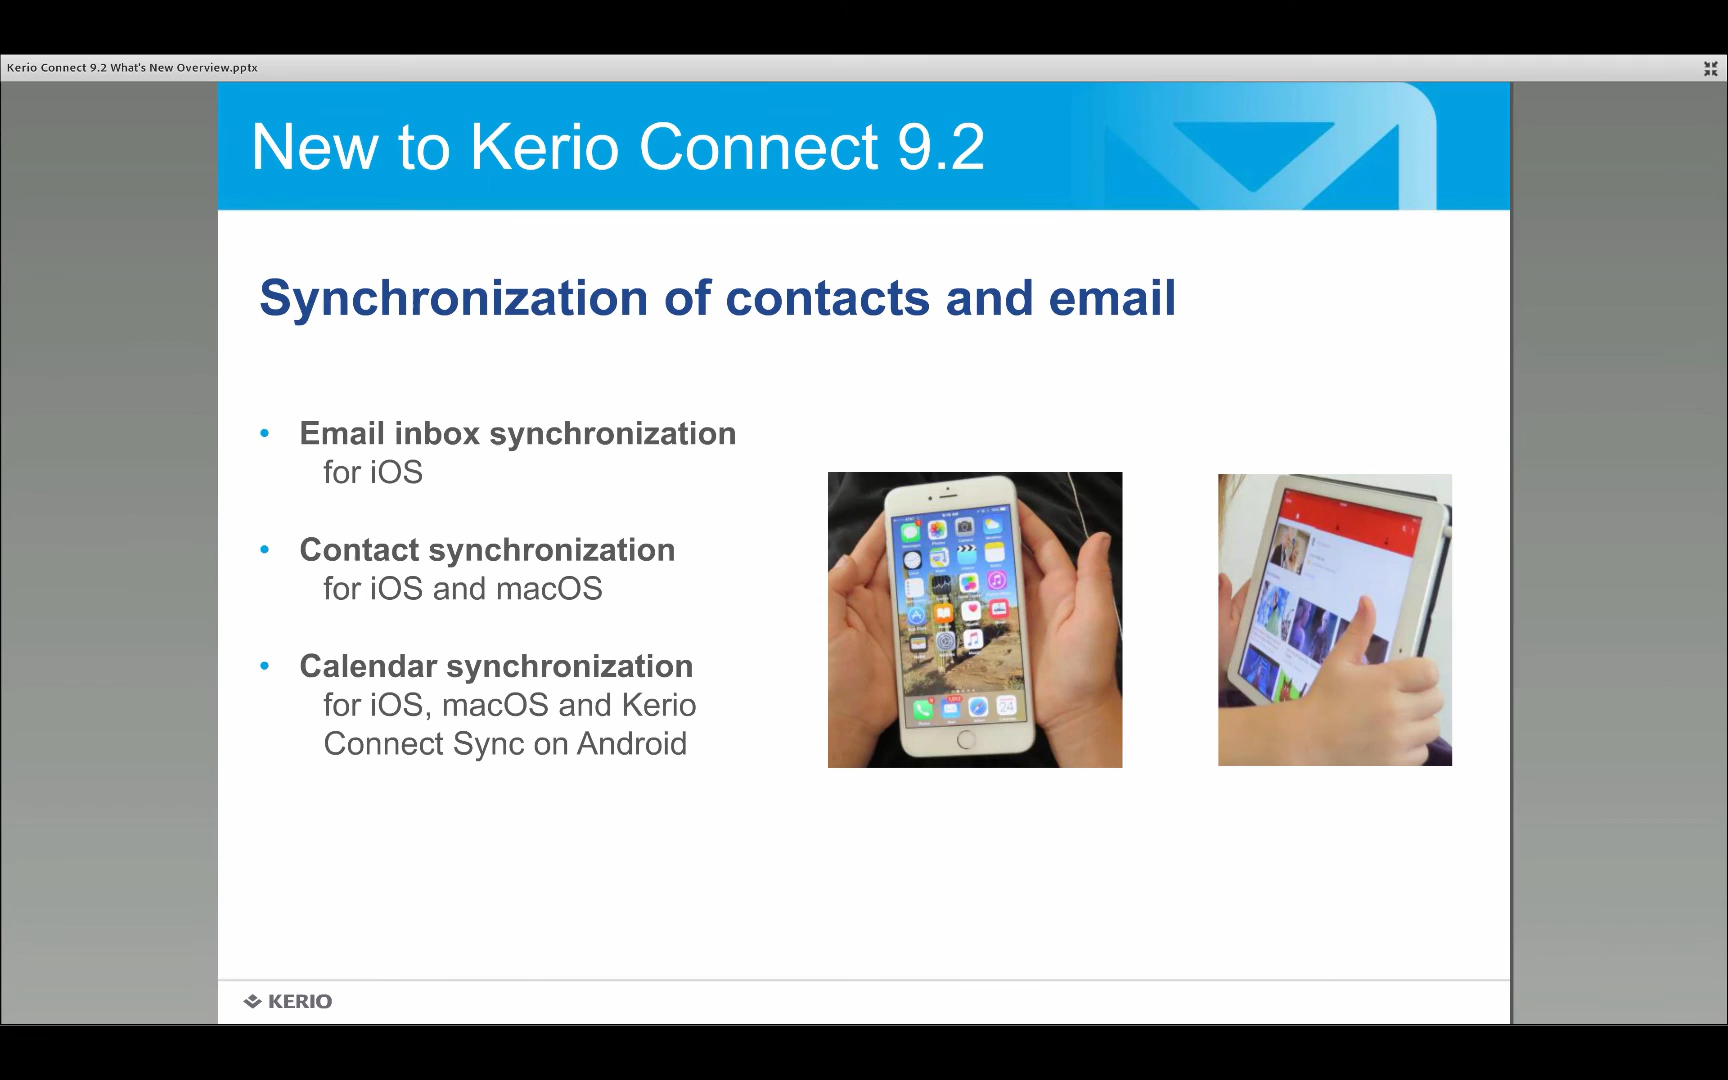 Kerio Connect 9.2 What's New Overview.pptx
New to Kerio Connect 9.2
Synchronization of contacts and email
• Email inbox synchronization
for iOS
• Contact synchronization
for iOS and macOS
• Calendar synchronization
for iOS, macOS and Kerio
Connect Sync on Android
24
KERIO